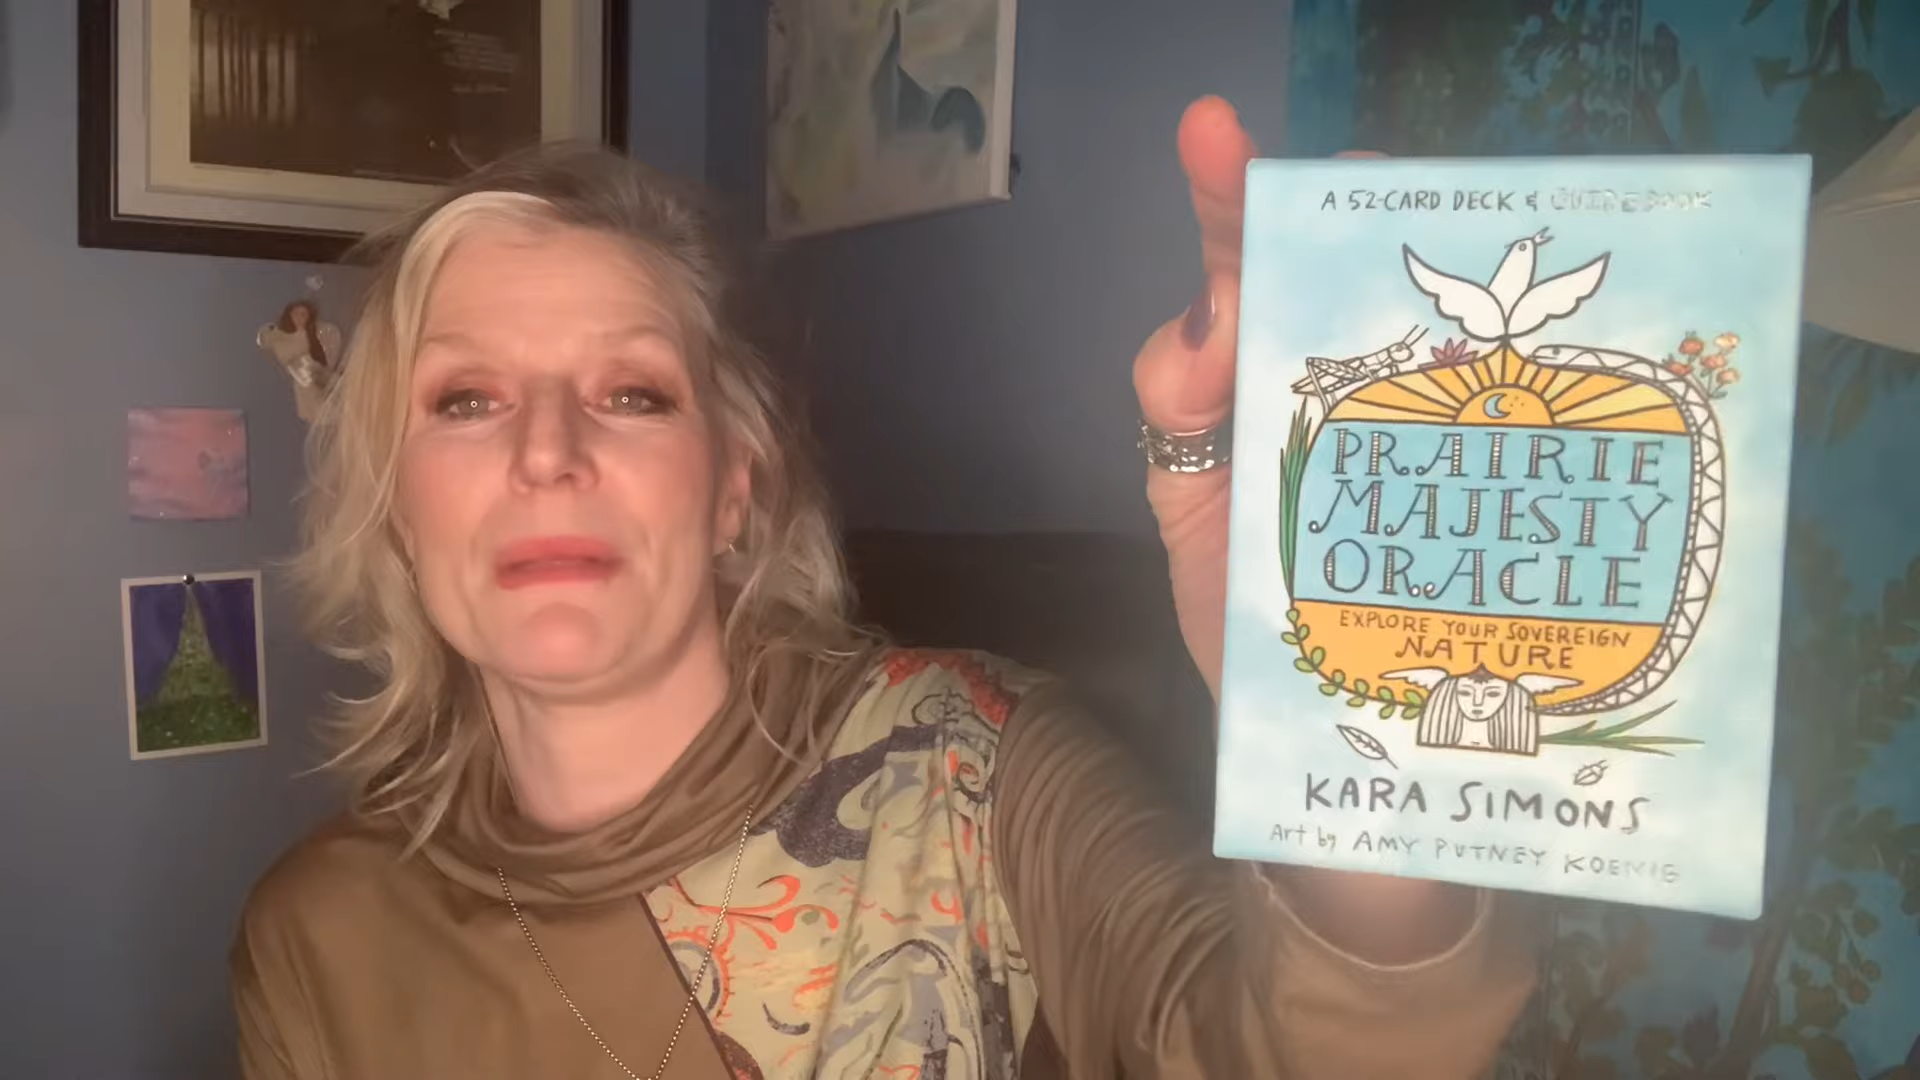 A 52-CARD DECK & GUIDEBOOK
PRAIRIE
MAJESTY
ORACLE
EXPLORE YOUR SOVEREIGN
NATURE
KARA SIMONS
Art by AMY PUTNEY KOENIG